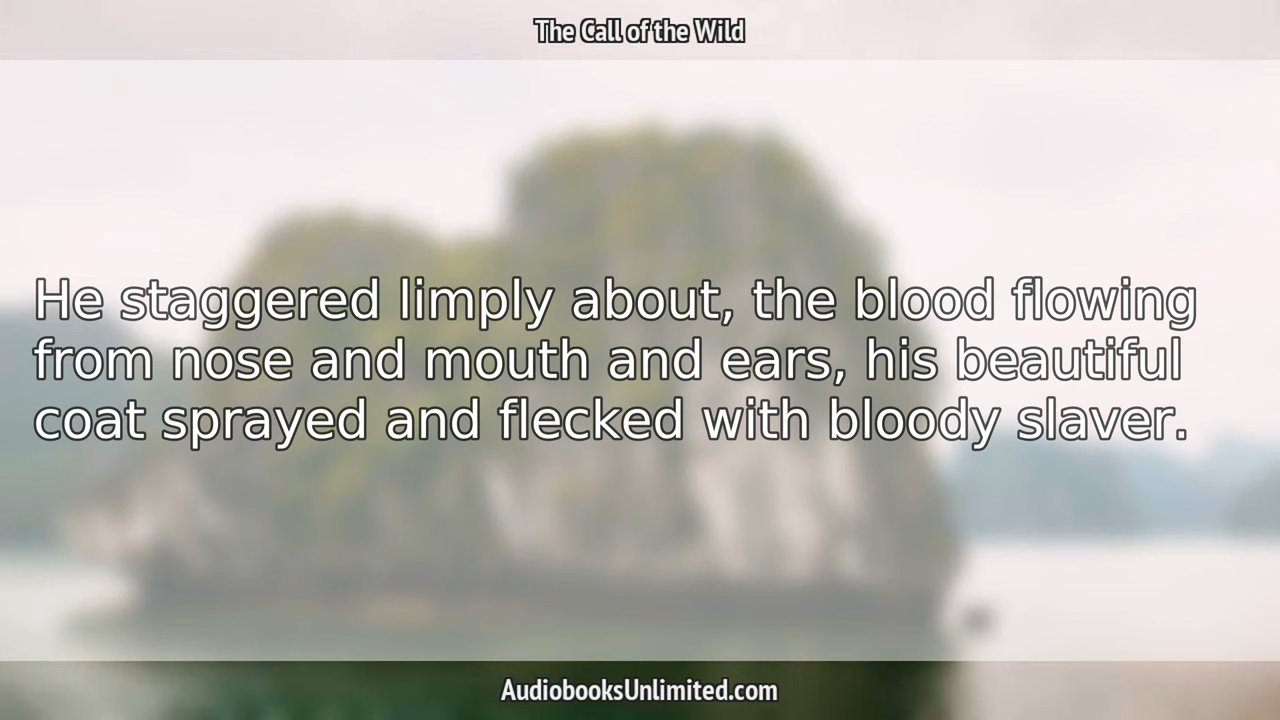 The Call of the Wild
He staggered limply about, the blood flowing
from nose and mouth and ears, his beautiful
coat sprayed and flecked with bloody slaver.
AudiobooksUnlimited.com